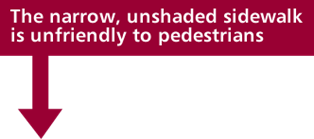 The narrow, unshaded sidewalk
is unfriendly to pedestrians